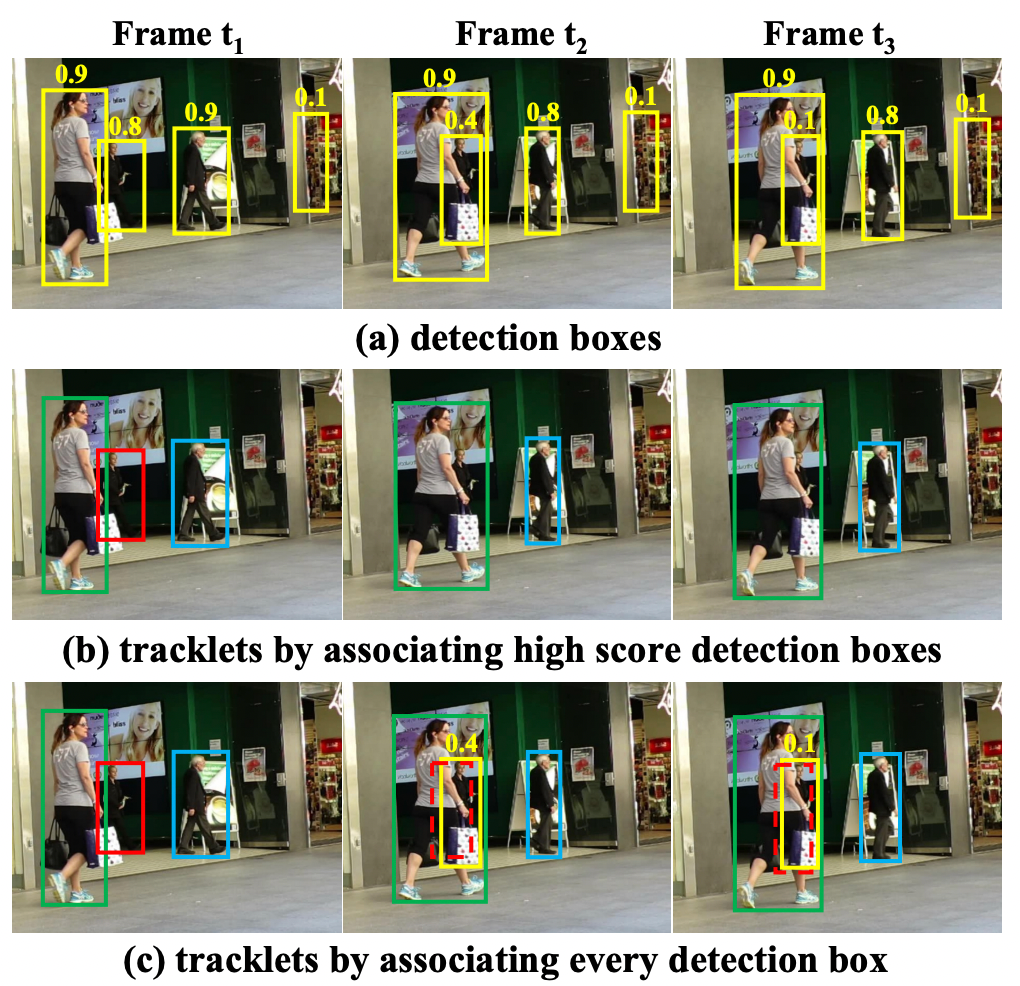 Frame t₁ Frame t₂ Frame t₃
0.9 0.8 0.9 0.1 0.9 0.4 0.8 0.1 0.9 0.1 0.8 0.1
(a) detection boxes
(b) tracklets by associating high score detection boxes
0.4 0.1
(c) tracklets by associating every detection box